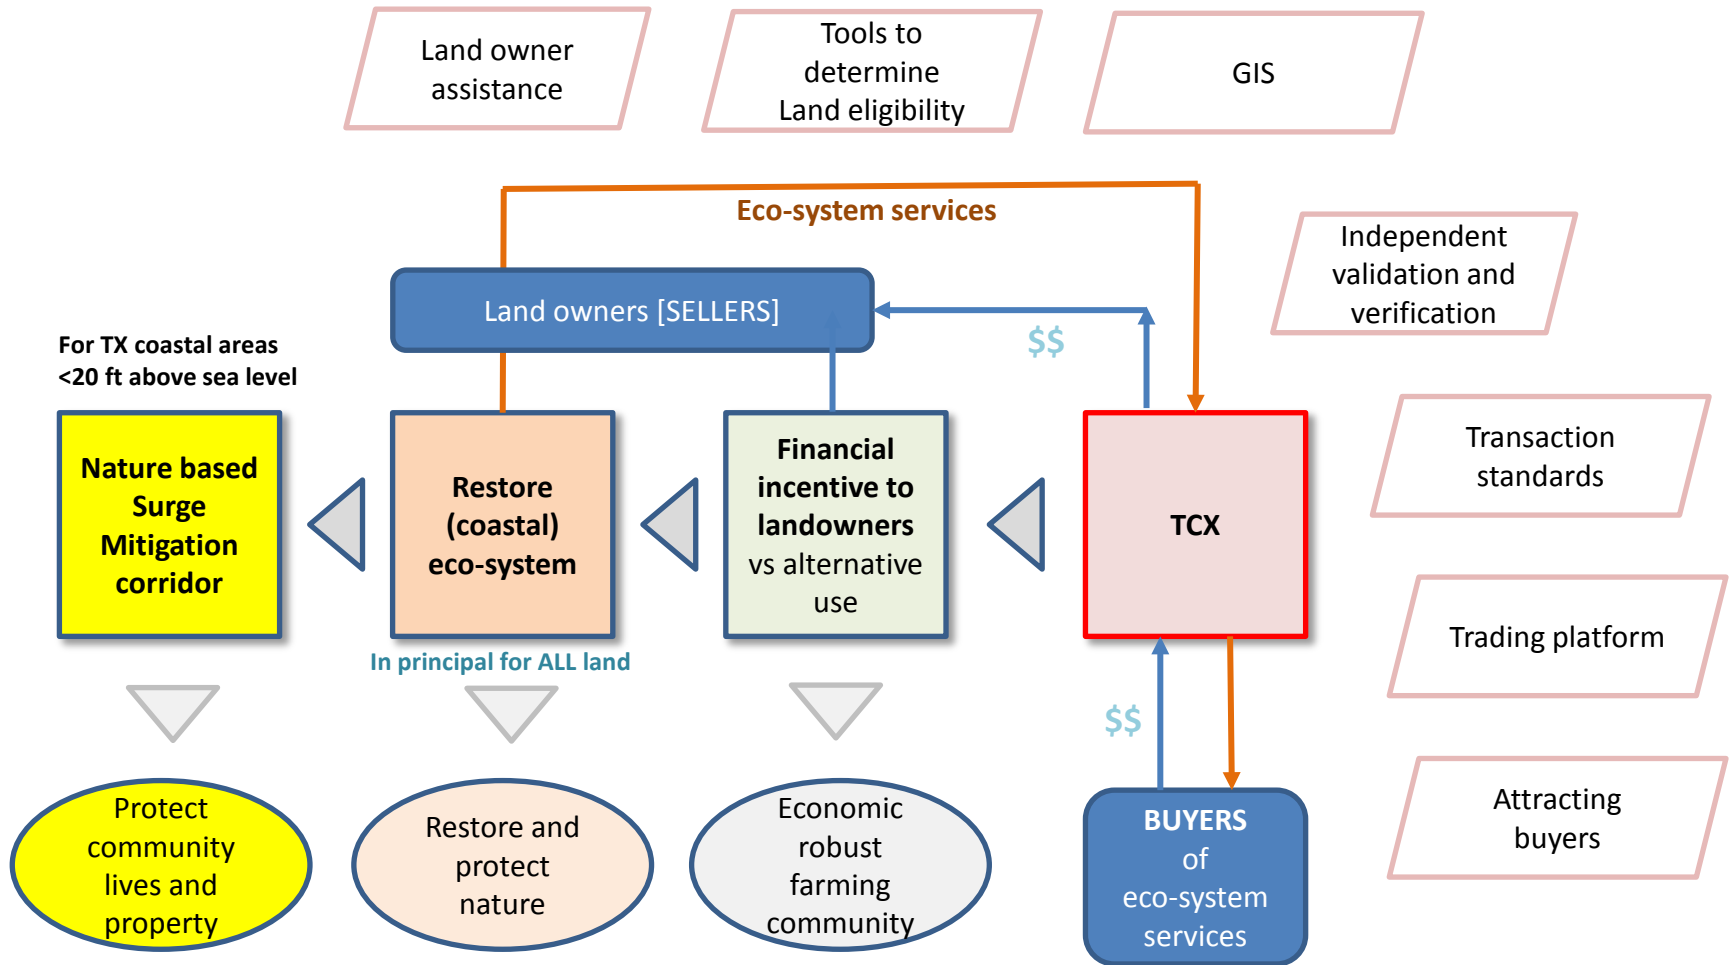 Land owner
assistance
Tools to
determine
Land eligibility
GIS
Eco-system services
Independent
validation and
verification
Land owners [SELLERS]
$$
For TX coastal areas
<20 ft above sea level
Nature based
Surge
Mitigation
corridor
Restore
(coastal)
eco-system
Financial
incentive to
landowners
vs alternative
use
TCX
Transaction
standards
In principal for ALL land
Trading platform
$$
Protect
community
lives and
property
Restore and
protect
nature
Economic
robust
farming
community
BUYERS
of
eco-system
services
Attracting
buyers